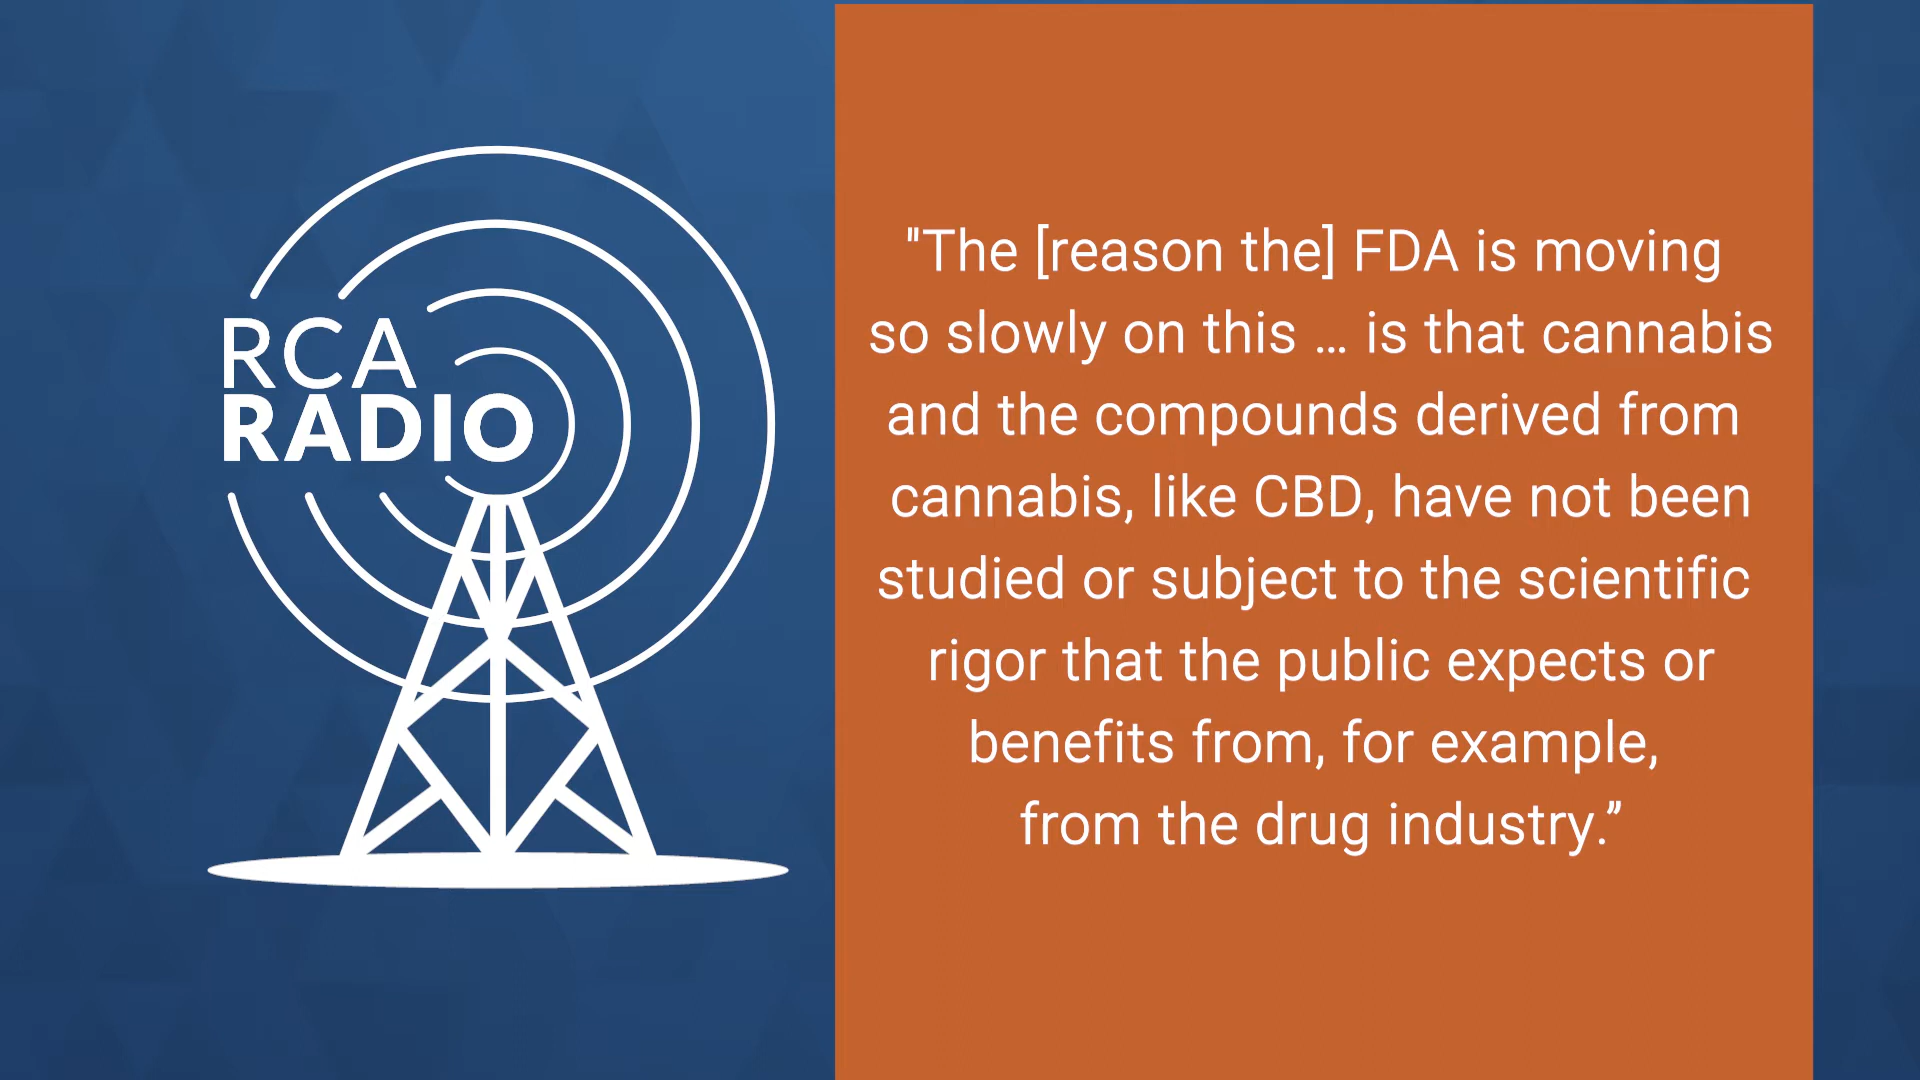 RCA
RADIO
"The [reason the] FDA is moving
so slowly on this ... is that cannabis
and the compounds derived from
cannabis, like CBD, have not been
studied or subject to the scientific
rigor that the public expects or
benefits from, for example,
from the drug industry.”